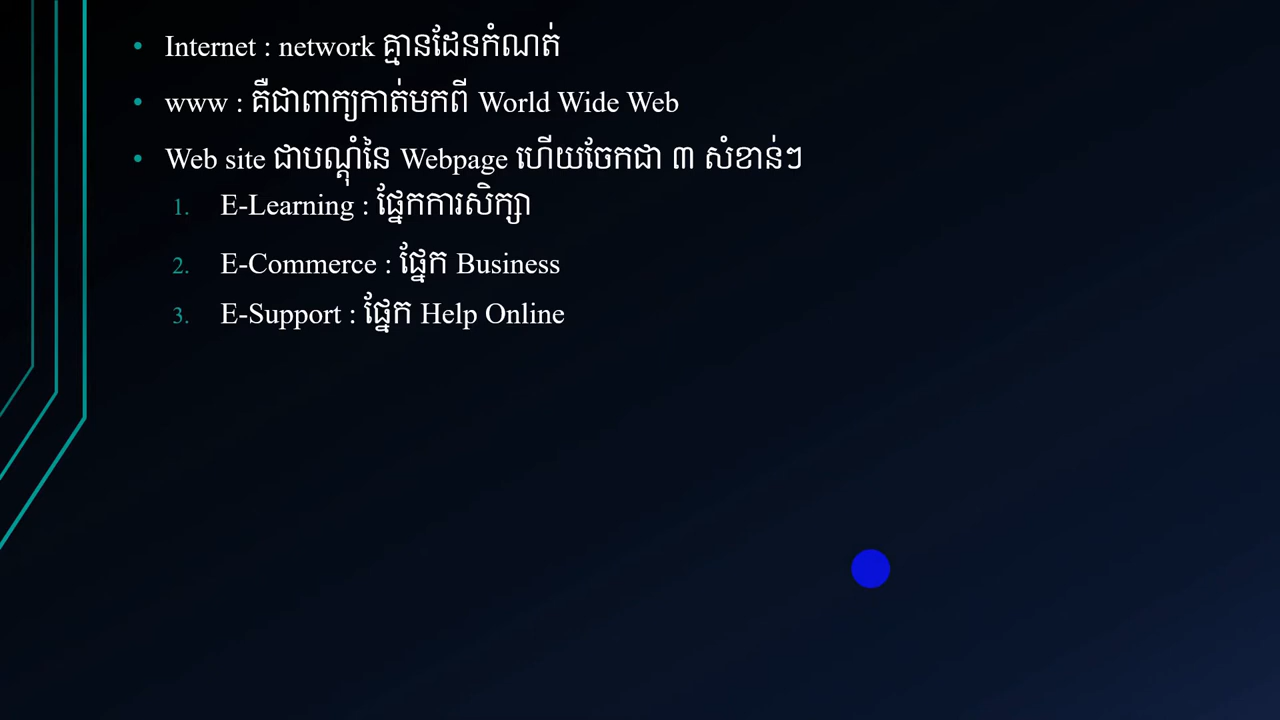 • Internet : network គ្មានដែនកំណត់
• www : គឺជាពាក្យកាត់មកពី World Wide Web
• Web site ជាបណ្ដុំនៃ Webpage ហើយចែកជា ៣ សំខាន់ៗ
1. E-Learning : ផ្នែកការសិក្សា
2. E-Commerce : ផ្នែក Business
3. E-Support : ផ្នែក Help Online